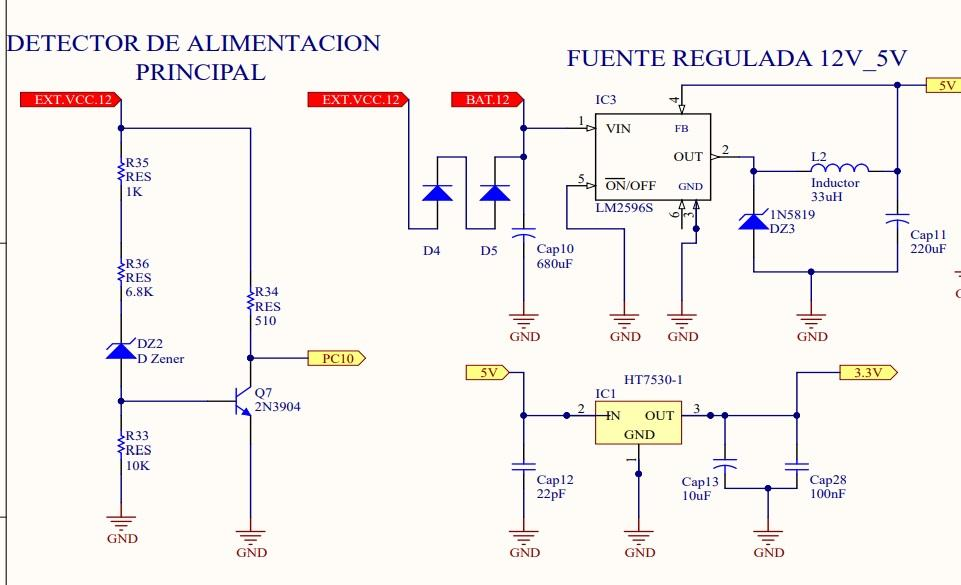 DETECTOR DE ALIMENTACION
PRINCIPAL
EXT.VCC.12
R35
RES
1K
R36
RES
6.8K
R34
RES
510
DZ2
D Zener
PC10
Q7
2N3904
R33
RES
10K
GND
GND
FUENTE REGULADA 12V_5V
EXT.VCC.12
BAT.12
IC3
4
5V
1
VIN
FB
OUT
2
5
ON/OFF
GND
LM2596S
6
3
L2
Inductor
33uH
1N5819
DZ3
D4
D5
Cap10
680uF
Cap11
220uF
GND
GND
GND
GND
5V
HT7530-1
3.3V
IC1
2
IN
OUT
3
GND
1
Cap12
22pF
Cap13
10uF
Cap28
100nF
GND
GND
GND